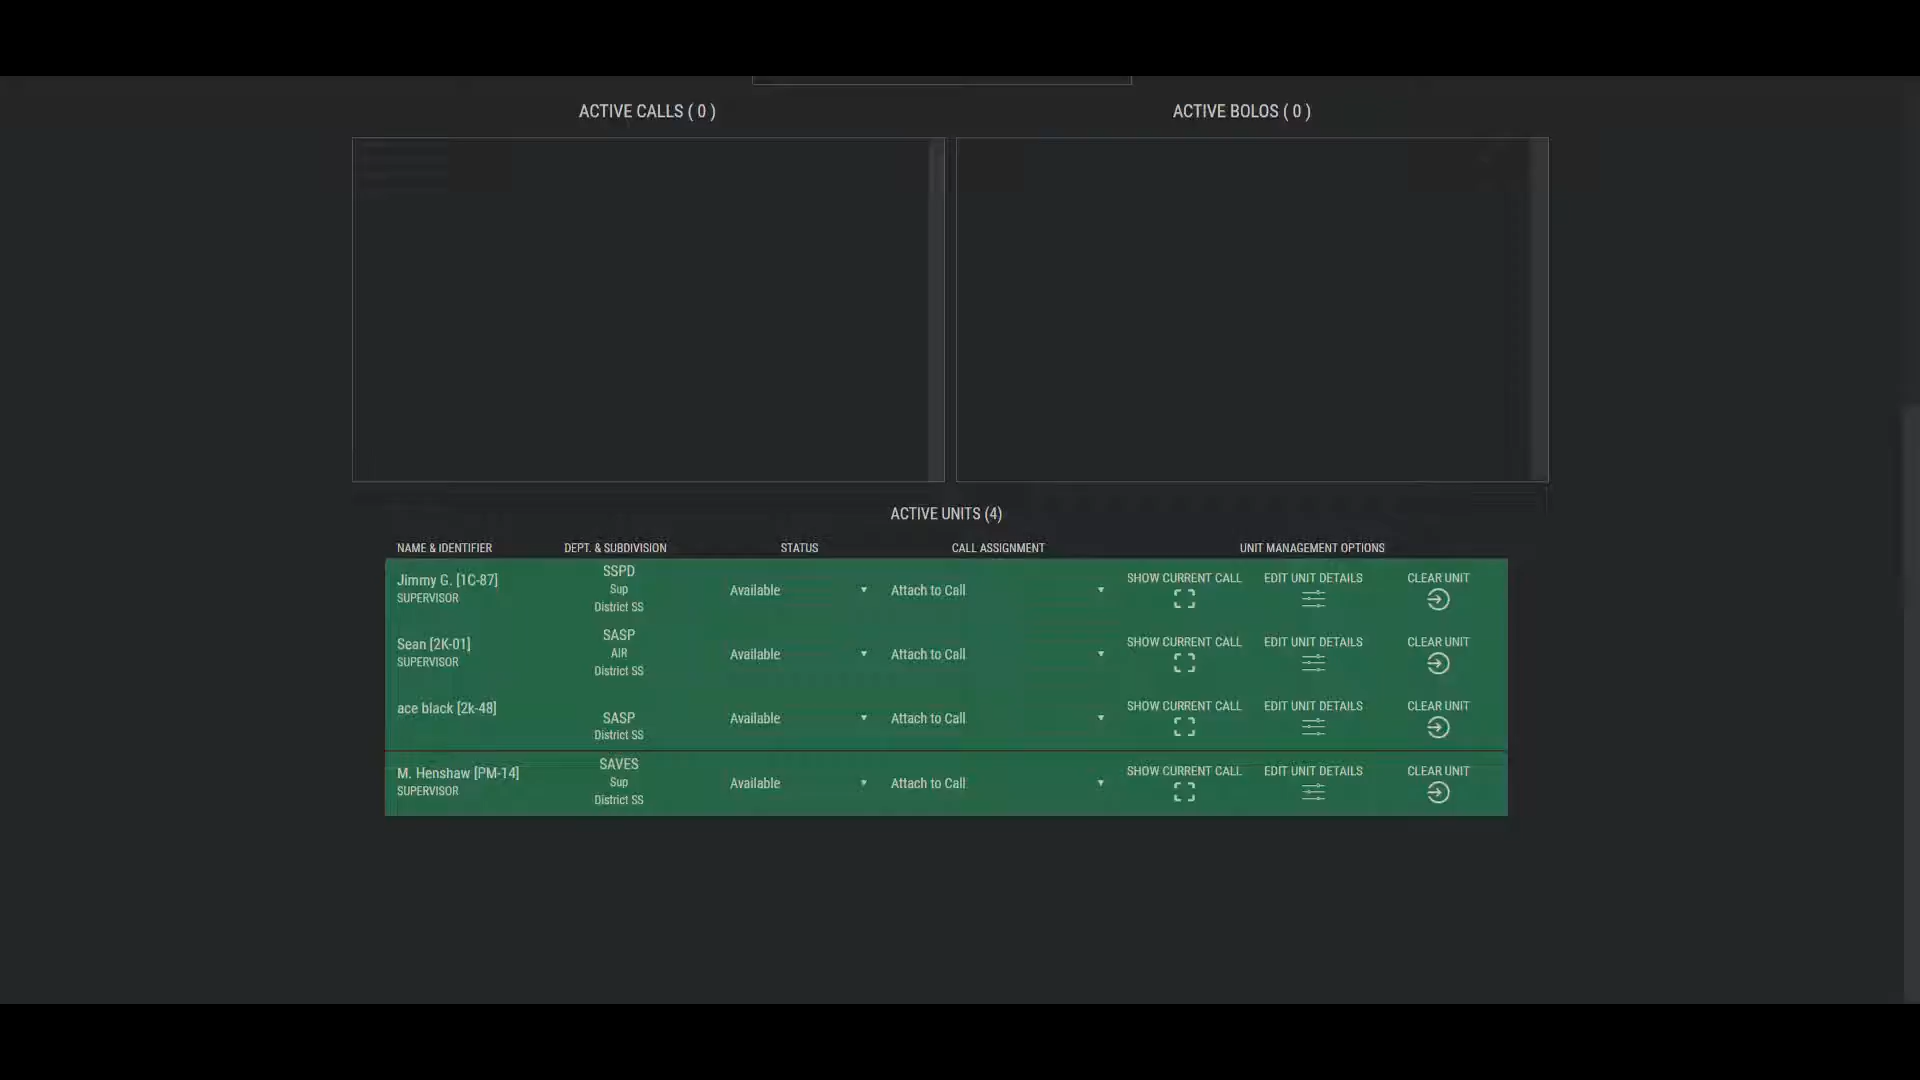 ACTIVE CALLS ( 0 )
ACTIVE BOLOS ( 0 )
ACTIVE UNITS (4)
NAME & IDENTIFIER DEPT. & SUBDIVISION STATUS CALL ASSIGNMENT UNIT MANAGEMENT OPTIONS
Jimmy G. [1C-87]
SUPERVISOR
SSPD
Sup
District SS
Available
Attach to Call
SHOW CURRENT CALL EDIT UNIT DETAILS CLEAR UNIT
Sean [2K-01]
SUPERVISOR
SASP
AIR
District SS
Available
Attach to Call
SHOW CURRENT CALL EDIT UNIT DETAILS CLEAR UNIT
ace black [2k-48]
SASP
District SS
Available
Attach to Call
SHOW CURRENT CALL EDIT UNIT DETAILS CLEAR UNIT
M. Henshaw [PM-14]
SUPERVISOR
SAVES
Sup
District SS
Available
Attach to Call
SHOW CURRENT CALL EDIT UNIT DETAILS CLEAR UNIT